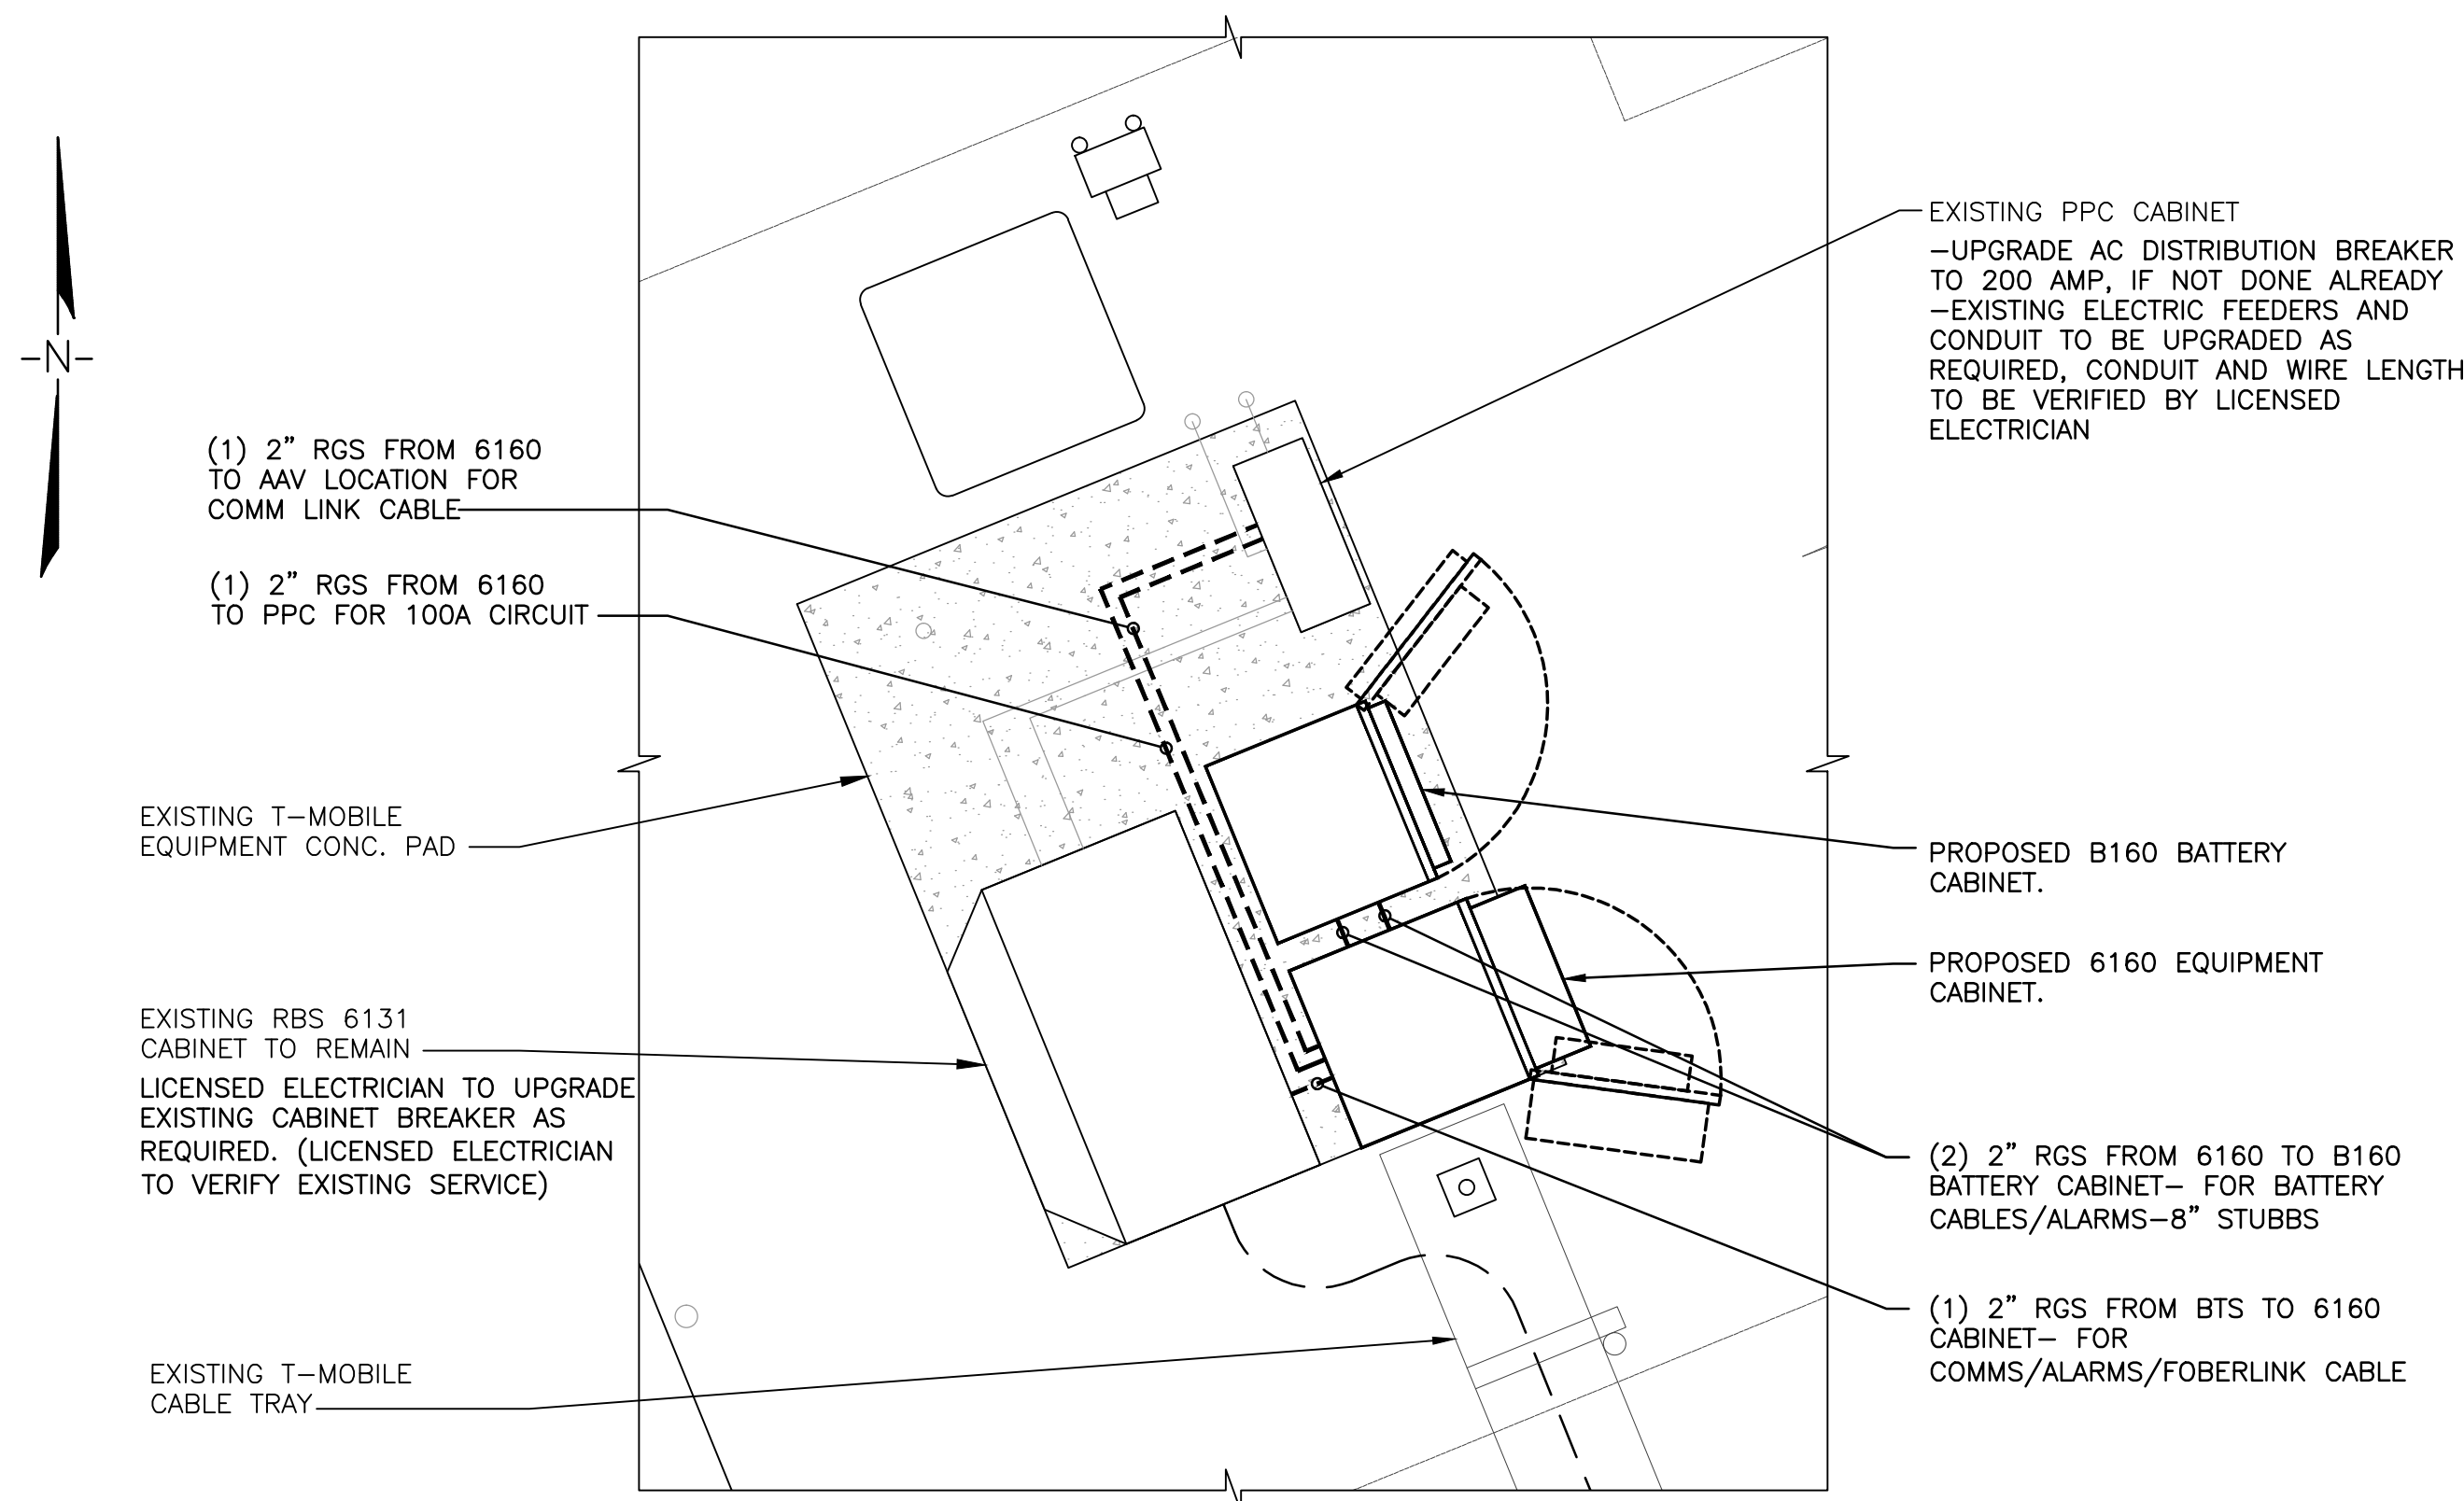 -N-
(1) 2” RGS FROM 6160
TO AAV LOCATION FOR
COMM LINK CABLE
(1) 2” RGS FROM 6160
TO PPC FOR 100A CIRCUIT
EXISTING T-MOBILE
EQUIPMENT CONC. PAD
EXISTING RBS 6131
CABINET TO REMAIN
LICENSED ELECTRICIAN TO UPGRADE
EXISTING CABINET BREAKER AS
REQUIRED. (LICENSED ELECTRICIAN
TO VERIFY EXISTING SERVICE)
EXISTING T-MOBILE
CABLE TRAY
EXISTING PPC CABINET
-UPGRADE AC DISTRIBUTION BREAKER
TO 200 AMP, IF NOT DONE ALREADY
-EXISTING ELECTRIC FEEDERS AND
CONDUIT TO BE UPGRADED AS
REQUIRED, CONDUIT AND WIRE LENGTH
TO BE VERIFIED BY LICENSED
ELECTRICIAN
PROPOSED B160 BATTERY
CABINET.
PROPOSED 6160 EQUIPMENT
CABINET.
(2) 2” RGS FROM 6160 TO B160
BATTERY CABINET- FOR BATTERY
CABLES/ALARMS-8” STUBBS
(1) 2” RGS FROM BTS TO 6160
CABINET- FOR
COMMS/ALARMS/FOBERLINK CABLE